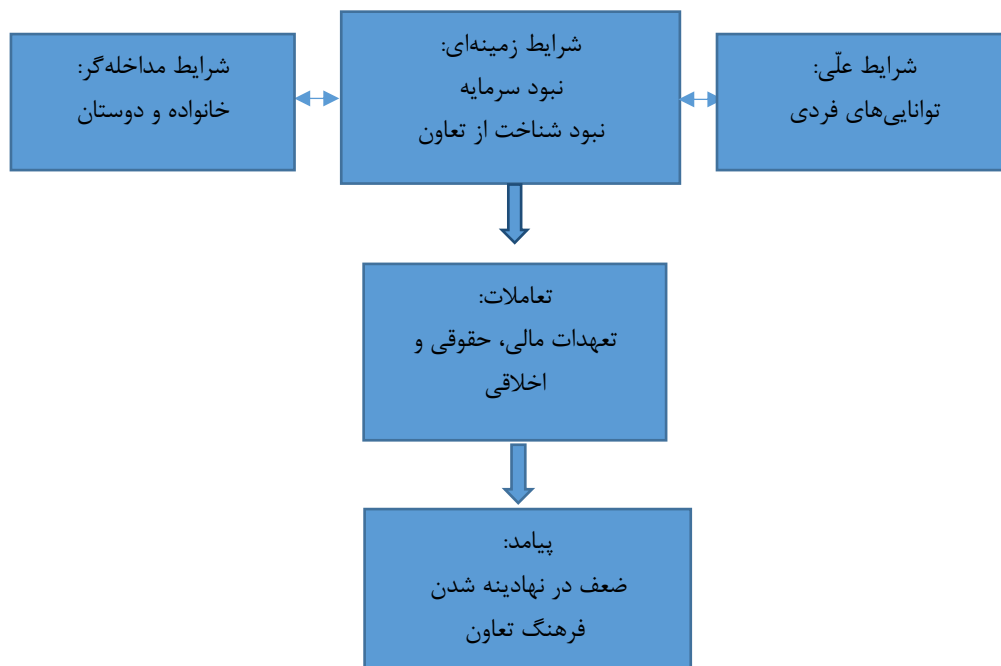 شرایط علّی:
توانایی‌های فردی
شرایط زمینه‌ای:
نبود سرمایه
نبود شناخت از تعاون
شرایط مداخله‌گر:
خانواده و دوستان
تعاملات:
تعهدات مالی، حقوقی و
اخلاقی
پیامد:
ضعف در نهادینه شدن
فرهنگ تعاون